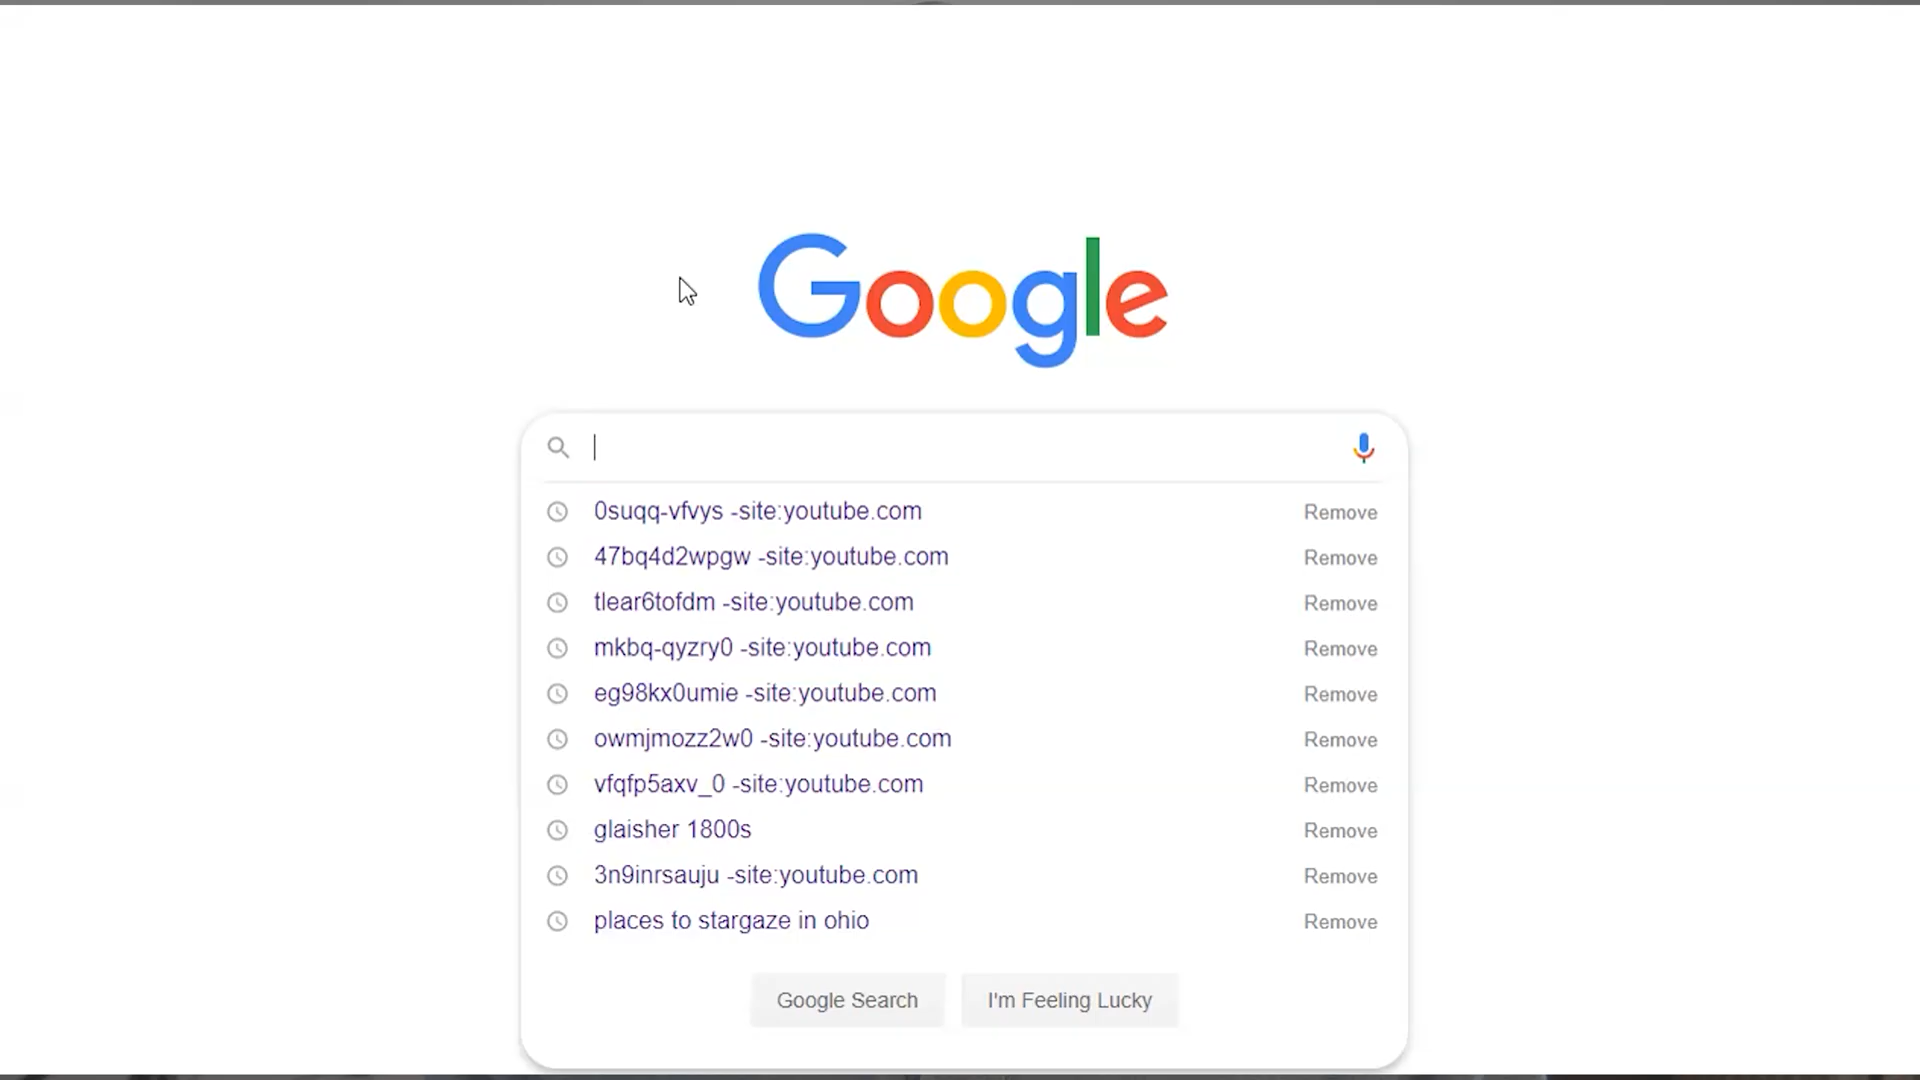 Google
0suqq-vfvys -site:youtube.com Remove
47bq4d2wpgw -site:youtube.com Remove
tlear6tofdm -site:youtube.com Remove
mkbq-qyzry0 -site:youtube.com Remove
eg98kx0umie -site:youtube.com Remove
owmjmozz2w0 -site:youtube.com Remove
vfqfp5axv_0 -site:youtube.com Remove
glaisher 1800s Remove
3n9inrsauju -site:youtube.com Remove
places to stargaze in ohio Remove
Google Search I'm Feeling Lucky